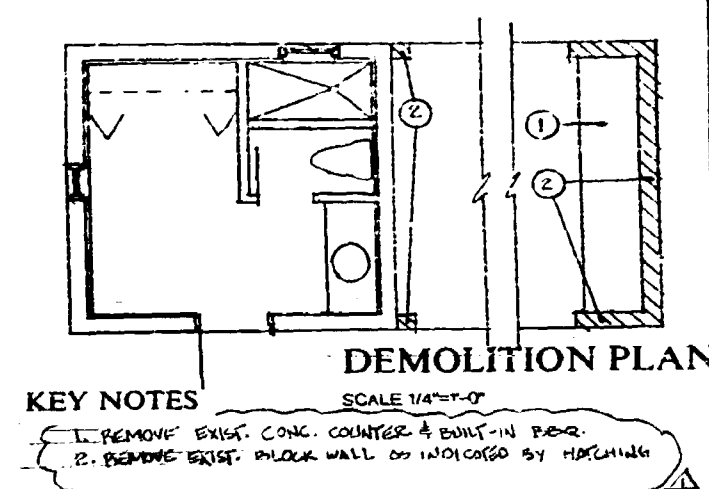 2
1
2
DEMOLITION PLAN
KEY NOTES
SCALE 1/4"=1'-0"
1. REMOVE EXIST. CONC. COUNTER & BUILT-IN BBQ.
2. REMOVE EXIST. BLOCK WALL AS INDICATED BY HATCHING
1